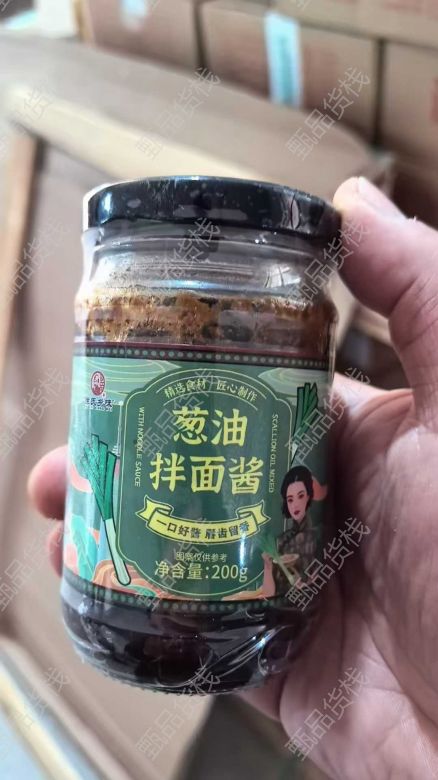 精选食材 匠心制作
葱油
拌面酱
WITH NOODLE SAUCE
SCALLION OIL MIXED
一口好酱 唇齿留香
图案仅供参考
净含量:200g
甄品货栈